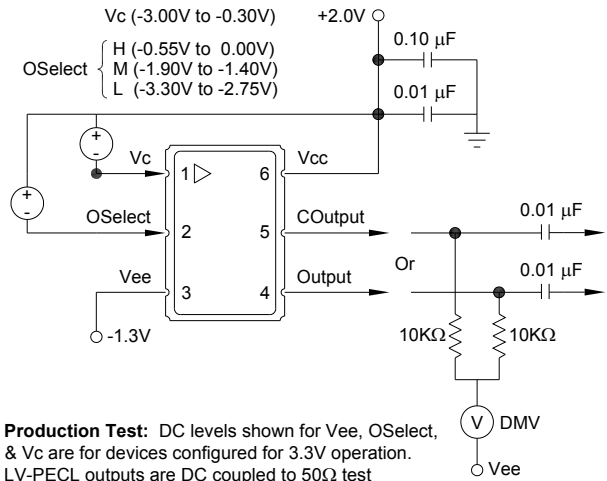 Vc (-3.00V to -0.30V)
+2.0V
H (-0.55V to 0.00V)
OSelect
M (-1.90V to -1.40V)
L (-3.30V to -2.75V)
0.10 μF
0.01 μF
+
-
Vc
1
6
Vcc
+
-
OSelect
2
5
COutput
0.01 μF
Or
Vee
3
4
Output
0.01 μF
-1.3V
10KΩ
10KΩ
V
DMV
Vee
Production Test: DC levels shown for Vee, OSelect,
& Vc are for devices configured for 3.3V operation.
LV-PECL outputs are DC coupled to 50Ω test